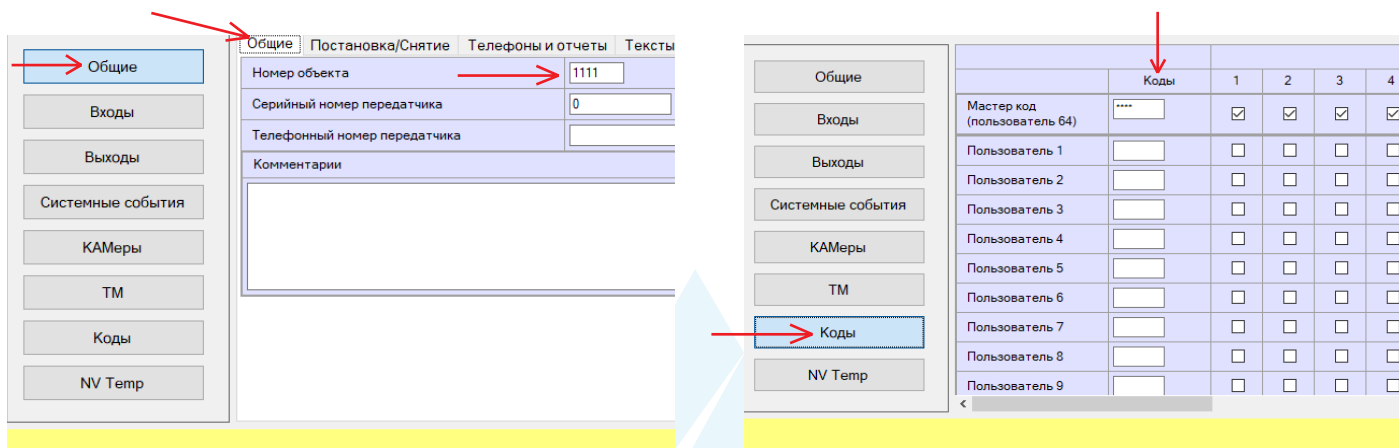 Общие
Входы
Выходы
Системные события
КАМеры
ТМ
Коды
NV Temp
Общие Постановка/Снятие Телефоны и отчеты Тексты
Номер объекта 1111
Серийный номер передатчика 0
Телефонный номер передатчика
Комментарии
Общие
Входы
Выходы
Системные события
КАМеры
ТМ
Коды
NV Temp
Коды 1 2 3 4
Мастер код
(пользователь 64) ****
Пользователь 1
Пользователь 2
Пользователь 3
Пользователь 4
Пользователь 5
Пользователь 6
Пользователь 7
Пользователь 8
Пользователь 9